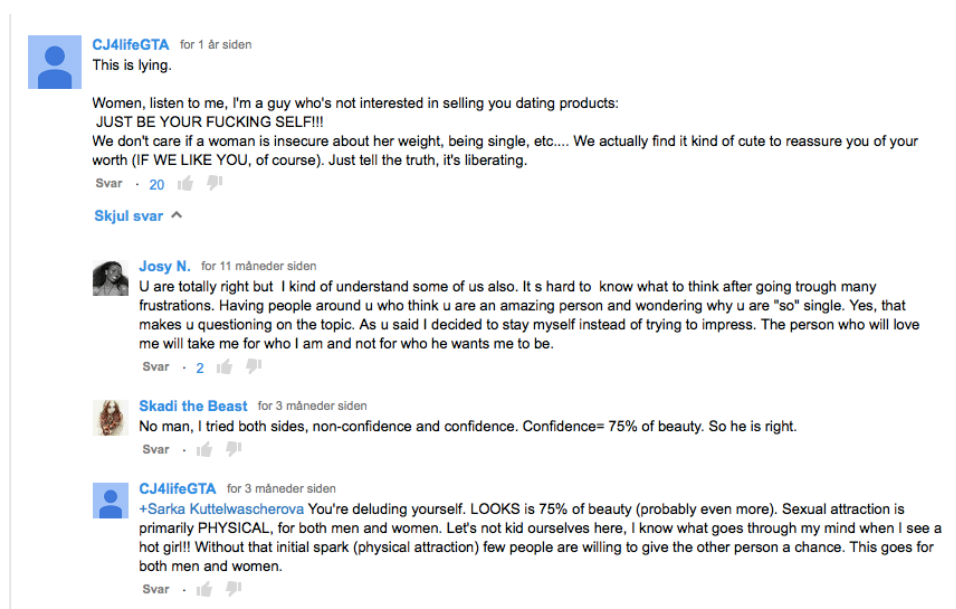 CJ4lifeGTA for 1 år siden
This is lying.
Women, listen to me, I'm a guy who's not interested in selling you dating products:
JUST BE YOUR FUCKING SELF!!!
We don't care if a woman is insecure about her weight, being single, etc.... We actually find it kind of cute to reassure you of your
worth (IF WE LIKE YOU, of course). Just tell the truth, it's liberating.
Svar · 20
Skjul svar
Josy N. for 11 måneder siden
U are totally right but I kind of understand some of us also. It s hard to know what to think after going trough many
frustrations. Having people around u who think u are an amazing person and wondering why u are "so" single. Yes, that
makes u questioning on the topic. As u said I decided to stay myself instead of trying to impress. The person who will love
me will take me for who I am and not for who he wants me to be.
Svar · 2
Skadi the Beast for 3 måneder siden
No man, I tried both sides, non-confidence and confidence. Confidence= 75% of beauty. So he is right.
Svar ·
CJ4lifeGTA for 3 måneder siden
+Sarka Kuttelwascherova You're deluding yourself. LOOKS is 75% of beauty (probably even more). Sexual attraction is
primarily PHYSICAL, for both men and women. Let's not kid ourselves here, I know what goes through my mind when I see a
hot girl!! Without that initial spark (physical attraction) few people are willing to give the other person a chance. This goes for
both men and women.
Svar ·